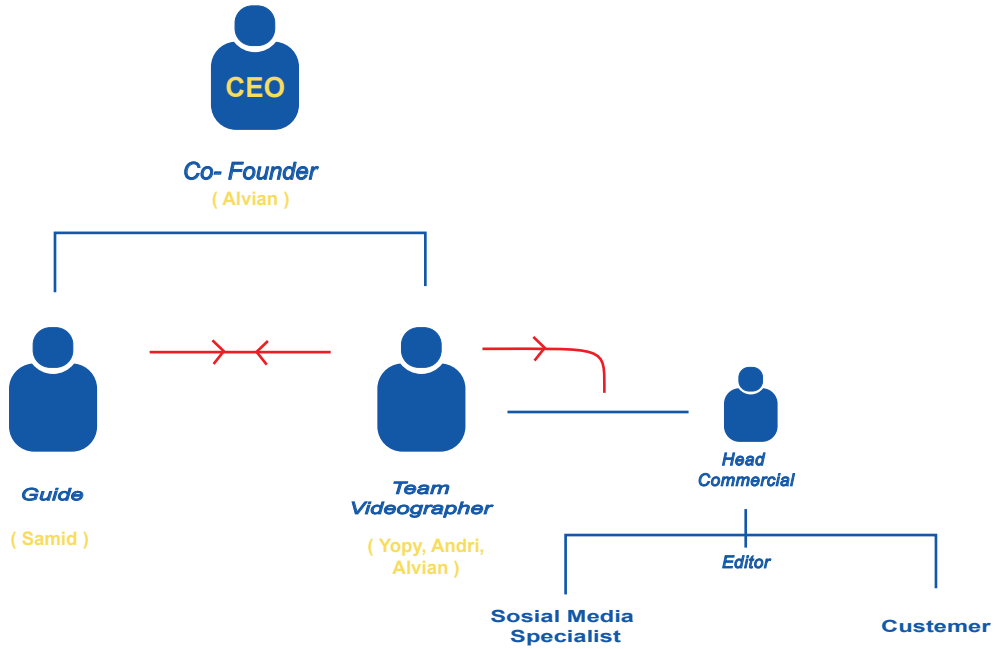 CEO
Co- Founder
( Alvian )
Guide
( Samid )
Team
Videographer
( Yopy, Andri,
Alvian )
Head
Commercial
Editor
Sosial Media
Specialist
Custemer